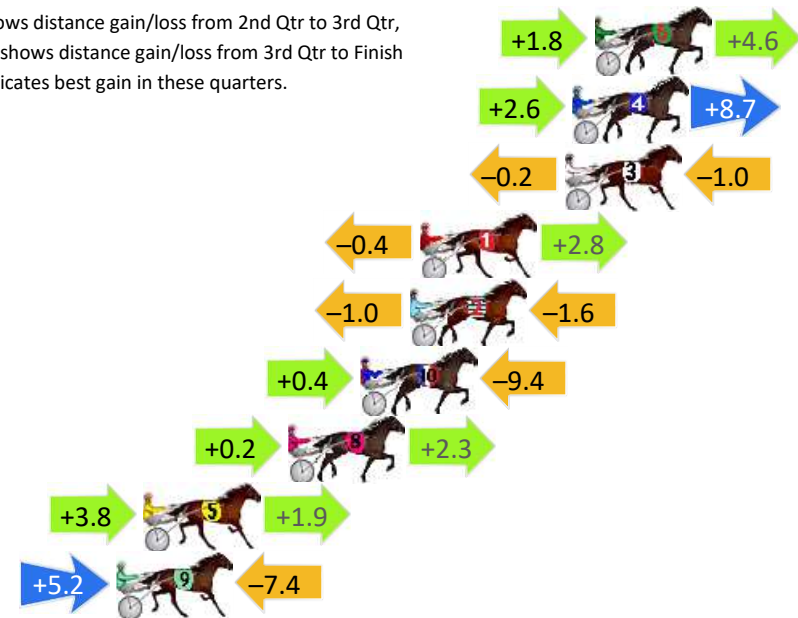 ows distance gain/loss from 2nd Qtr to 3rd Qtr,
shows distance gain/loss from 3rd Qtr to Finish
icates best gain in these quarters.
+1.8 6 +4.6
+2.6 4 +8.7
–0.2 3 –1.0
–0.4 1 +2.8
–1.0 2 –1.6
+0.4 10 –9.4
+0.2 8 +2.3
+3.8 5 +1.9
+5.2 9 –7.4